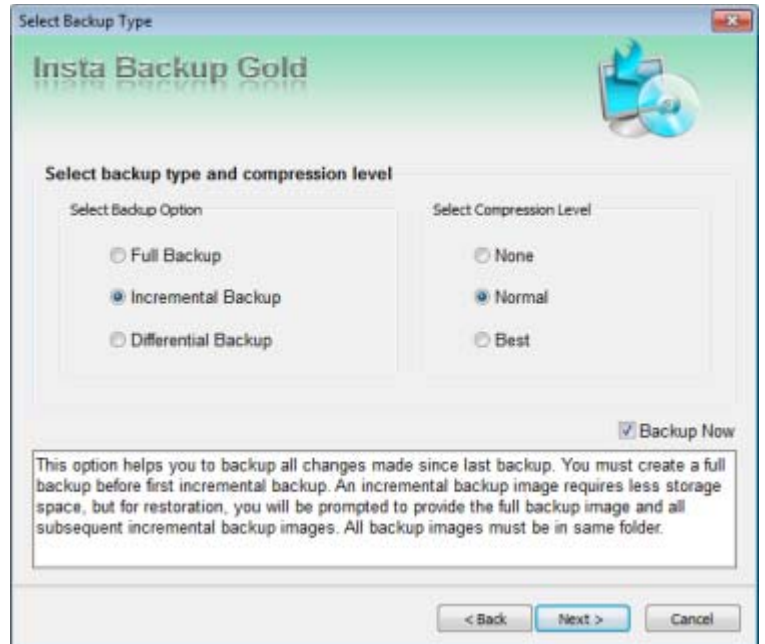 Select Backup Type
Insta Backup Gold
Select backup type and compression level
Select Backup Option
Full Backup
Incremental Backup
Differential Backup
Select Compression Level
None
Normal
Best
Backup Now
This option helps you to backup all changes made since last backup. You must create a full
backup before first incremental backup. An incremental backup image requires less storage
space, but for restoration, you will be prompted to provide the full backup image and all
subsequent incremental backup images. All backup images must be in same folder.
< Back
Next >
Cancel